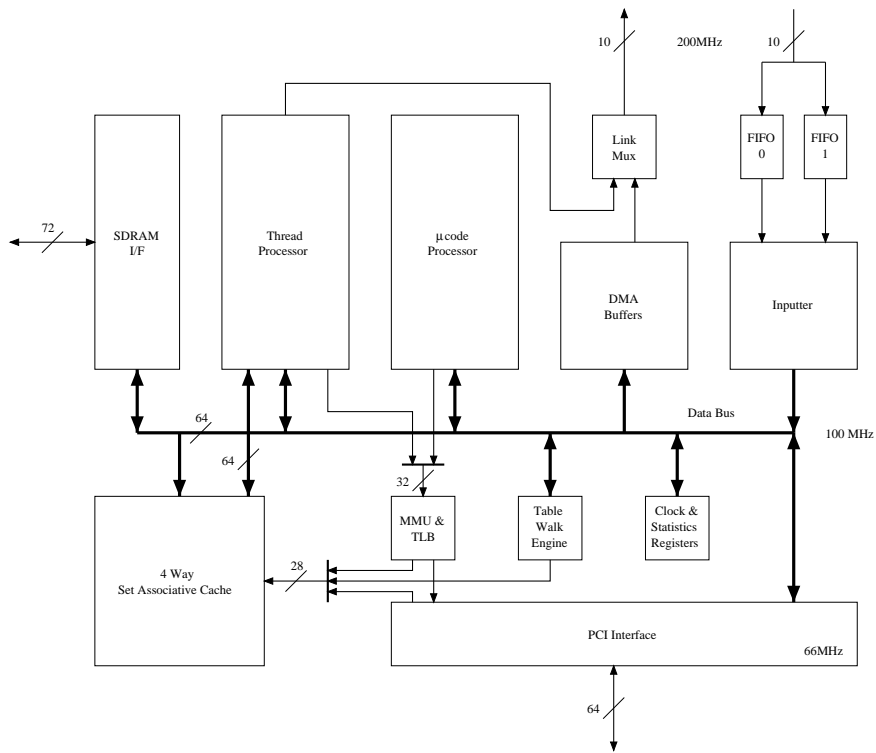 10
200MHz
10
Link
Mux
FIFO
0
FIFO
1
72
SDRAM
I/F
Thread
Processor
μcode
Processor
DMA
Buffers
Inputter
64
Data Bus
100 MHz
64
32
MMU &
TLB
Table
Walk
Engine
Clock &
Statistics
Registers
4 Way
Set Associative Cache
28
PCI Interface
66MHz
64